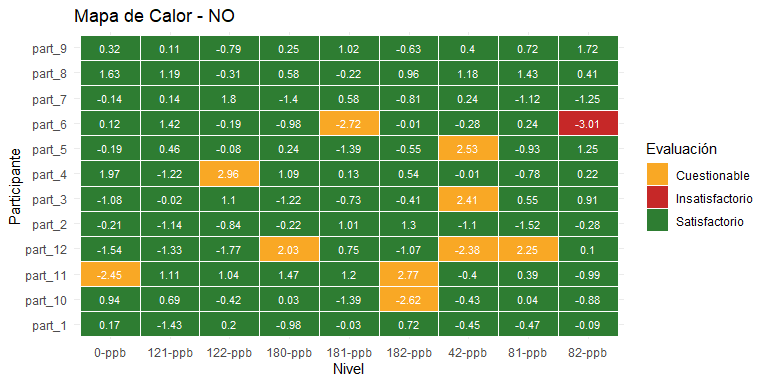 Mapa de Calor - NO
Participante
part_9 0.32 0.11 -0.79 0.25 1.02 -0.63 0.4 0.72 1.72
part_8 1.63 1.19 -0.31 0.58 -0.22 0.96 1.18 1.43 0.41
part_7 -0.14 0.14 1.8 -1.4 0.58 -0.81 0.24 -1.12 -1.25
part_6 0.12 1.42 -0.19 -0.98 -2.72 -0.01 -0.28 0.24 -3.01
part_5 -0.19 0.46 -0.08 0.24 -1.39 -0.55 2.53 -0.93 1.25
part_4 1.97 -1.22 2.96 1.09 0.13 0.54 -0.01 -0.78 0.22
part_3 -1.08 -0.02 1.1 -1.22 -0.73 -0.41 2.41 0.55 0.91
part_2 -0.21 -1.14 -0.84 -0.22 1.01 1.3 -1.1 -1.52 -0.28
part_12 -1.54 -1.33 -1.77 2.03 0.75 -1.07 -2.38 2.25 0.1
part_11 -2.45 1.11 1.04 1.47 1.2 2.77 -0.4 0.39 -0.99
part_10 0.94 0.69 -0.42 0.03 -1.39 -2.62 -0.43 0.04 -0.88
part_1 0.17 -1.43 0.2 -0.98 -0.03 0.72 -0.45 -0.47 -0.09
0-ppb 121-ppb 122-ppb 180-ppb 181-ppb 182-ppb 42-ppb 81-ppb 82-ppb
Nivel
Evaluación
Cuestionable
Insatisfactorio
Satisfactorio